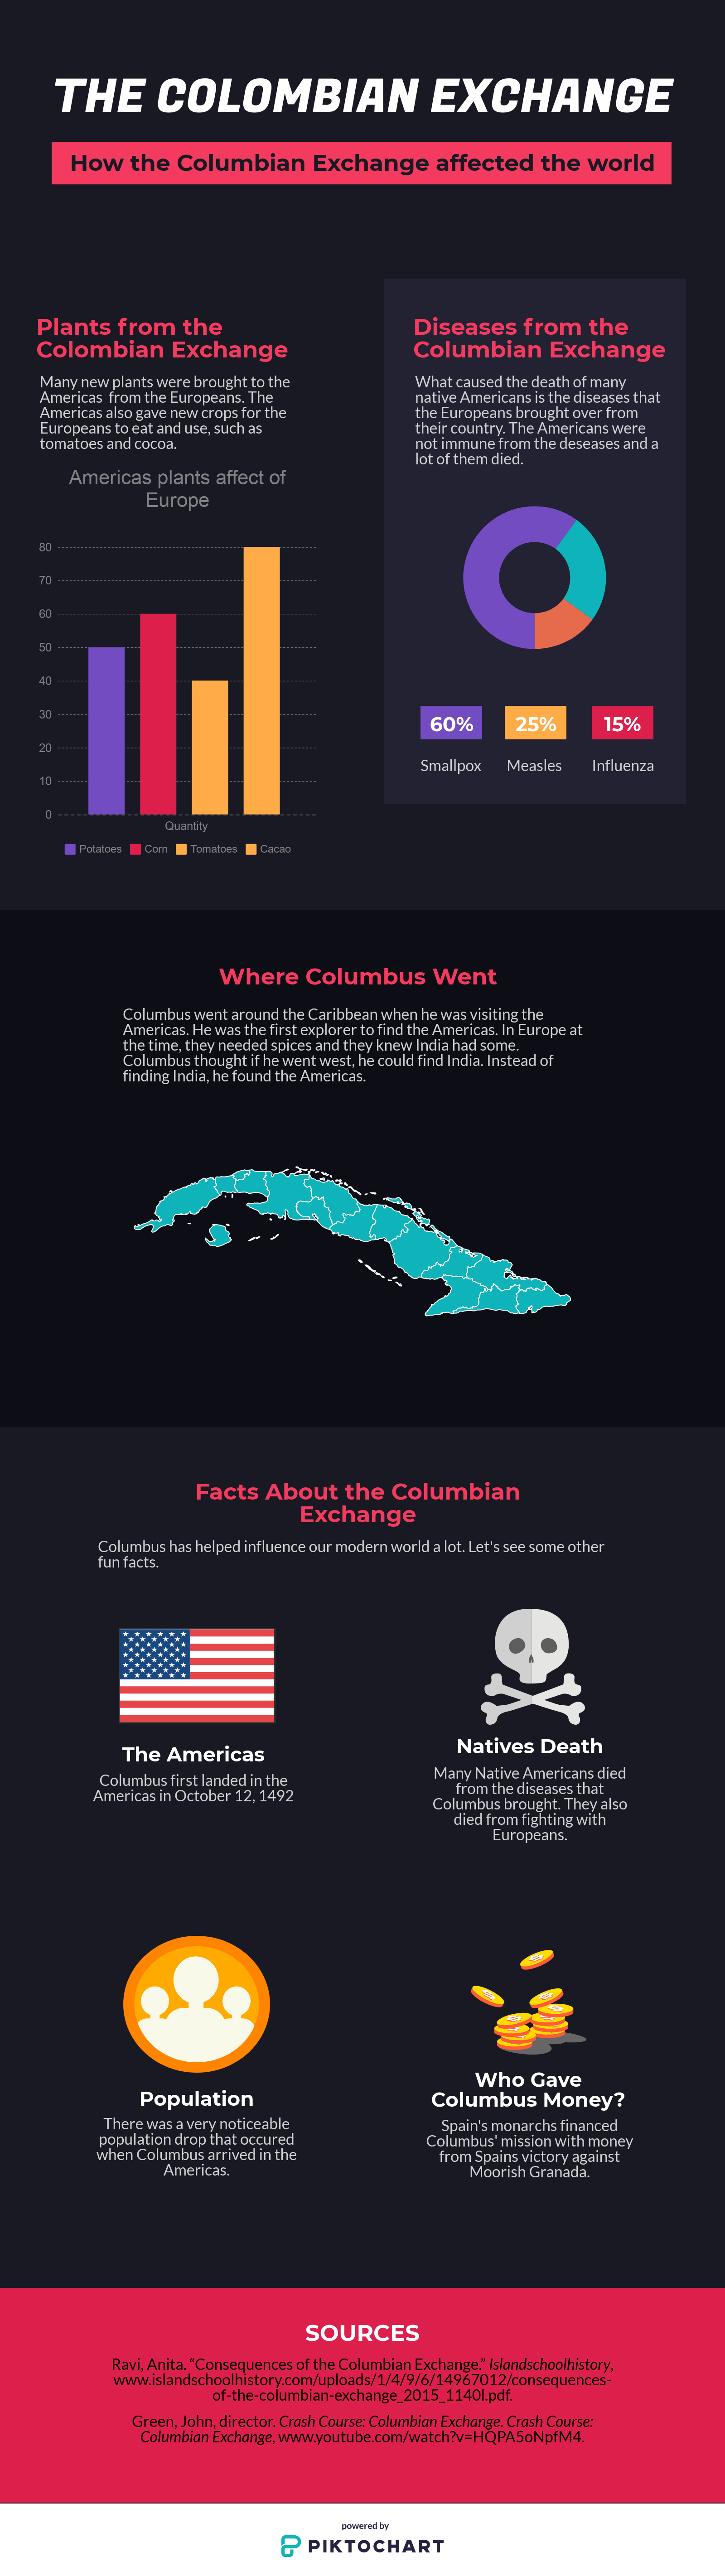 THE COLOMBIAN EXCHANGE
How the Columbian Exchange affected the world
Plants from the
Colombian Exchange
Many new plants were brought to the
Americas from the Europeans. The
Americas also gave new crops for the
Europeans to eat and use, such as
tomatoes and cocoa.
Americas plants affect of
Europe
80
70
60
50
40
30
20
10
0
Quantity
Potatoes Corn Tomatoes Cacao
Diseases from the
Columbian Exchange
What caused the death of many
native Americans is the diseases that
the Europeans brought over from
their country. The Americans were
not immune from the deseases and a
lot of them died.
60% 25% 15%
Smallpox Measles Influenza
Where Columbus Went
Columbus went around the Caribbean when he was visiting the
Americas. He was the first explorer to find the Americas. In Europe at
the time, they needed spices and they knew India had some.
Columbus thought if he went west, he could find India. Instead of
finding India, he found the Americas.
Facts About the Columbian
Exchange
Columbus has helped influence our modern world a lot. Let's see some other
fun facts.
The Americas
Columbus first landed in the
Americas in October 12, 1492
Natives Death
Many Native Americans died
from the diseases that
Columbus brought. They also
died from fighting with
Europeans.
Population
There was a very noticeable
population drop that occured
when Columbus arrived in the
Americas.
Who Gave
Columbus Money?
Spain's monarchs financed
Columbus' mission with money
from Spains victory against
Moorish Granada.
SOURCES
Ravi, Anita. “Consequences of the Columbian Exchange.” Islandschoolhistory,
www.islandschoolhistory.com/uploads/1/4/9/6/14967012/consequences-
of-the-columbian-exchange_2015_1140l.pdf.
Green, John, director. Crash Course: Columbian Exchange. Crash Course:
Columbian Exchange, www.youtube.com/watch?v=HQPA5oNpfM4.
powered by
PIKTOCHART